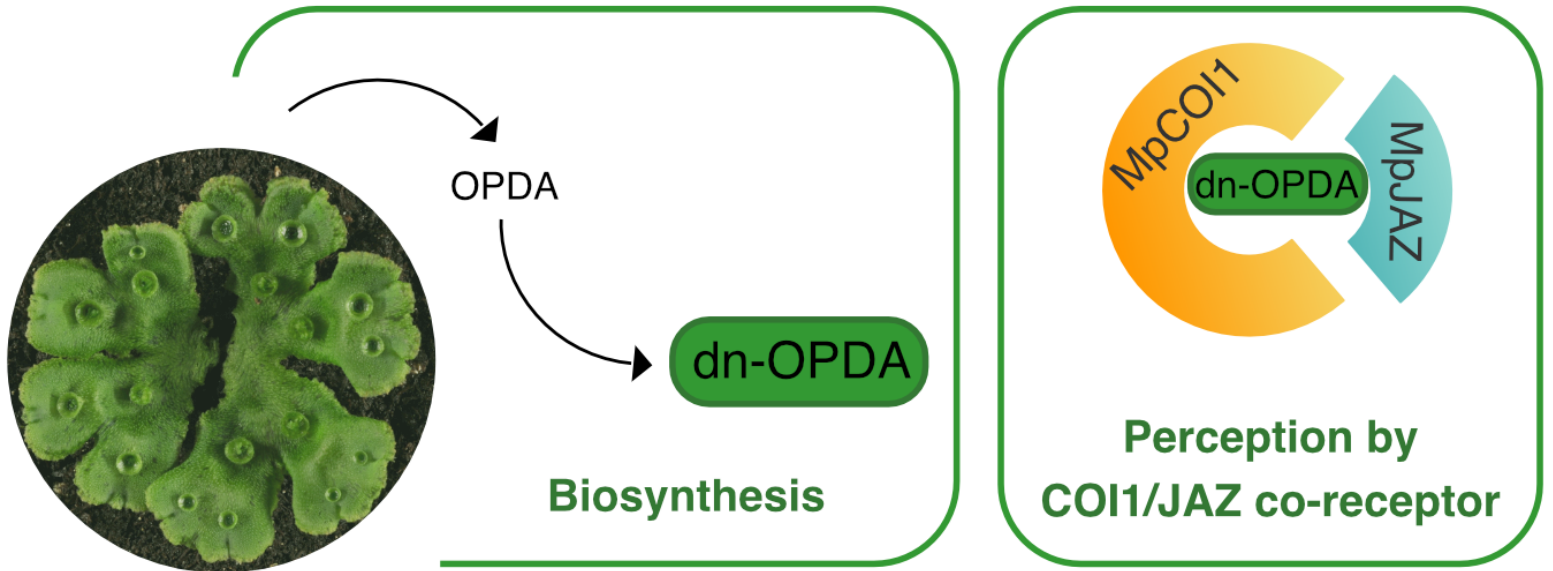 OPDA
dn-OPDA
Biosynthesis
MpCOI1
dn-OPDA
MpJAZ
Perception by
COI1/JAZ co-receptor